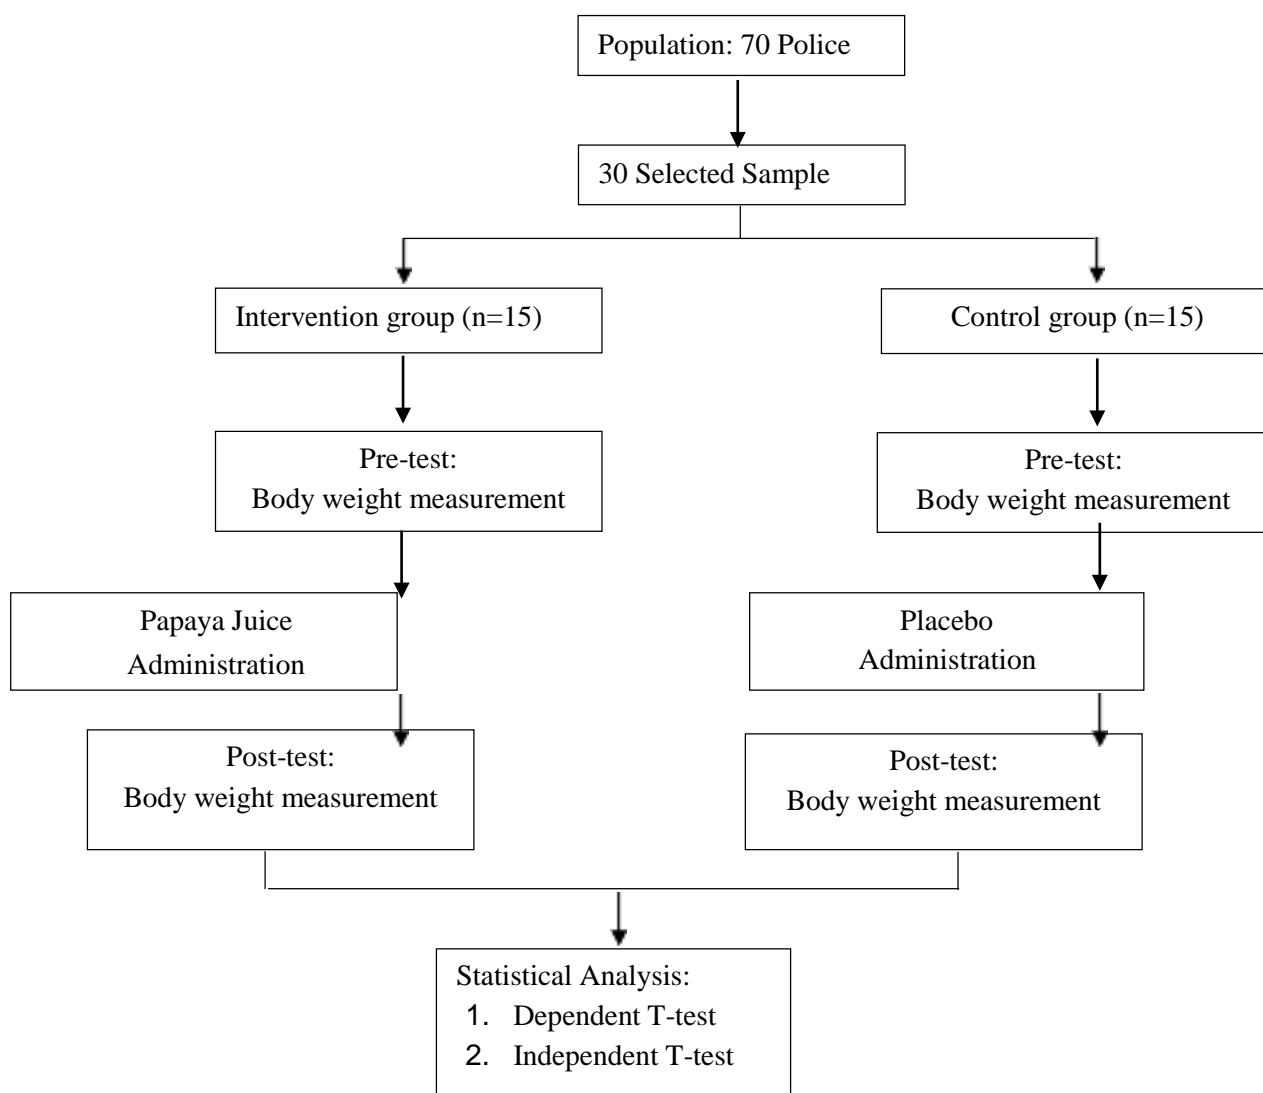 Population: 70 Police
30 Selected Sample
Intervention group (n=15)
Control group (n=15)
Pre-test:
Body weight measurement
Pre-test:
Body weight measurement
Papaya Juice
Administration
Placebo
Administration
Post-test:
Body weight measurement
Post-test:
Body weight measurement
Statistical Analysis:
1. Dependent T-test
2. Independent T-test